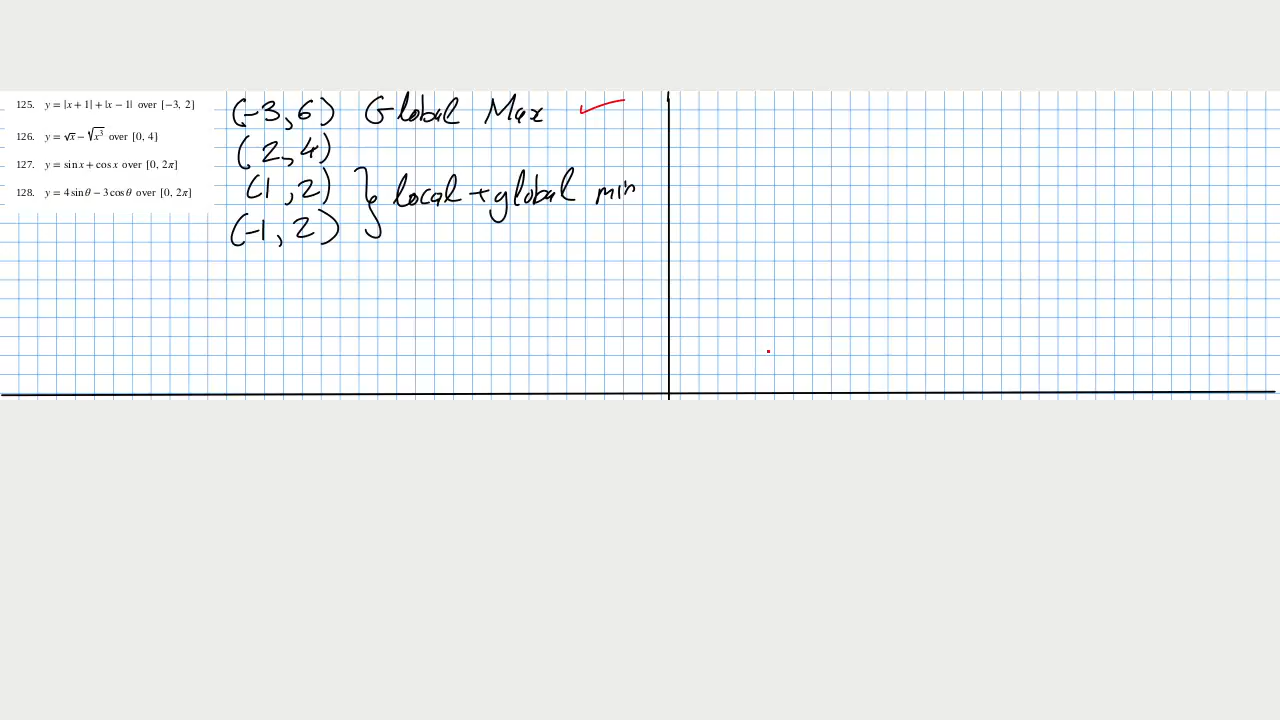 125. y = |x + 1| + |x − 1| over [−3, 2]
126. y = √x − √x³ over [0, 4]
127. y = sin x + cos x over [0, 2π]
128. y = 4 sin θ − 3 cos θ over [0, 2π]
(-3,6) Global Max ✓
(2,4)
(1,2) } local + global min
(-1,2)